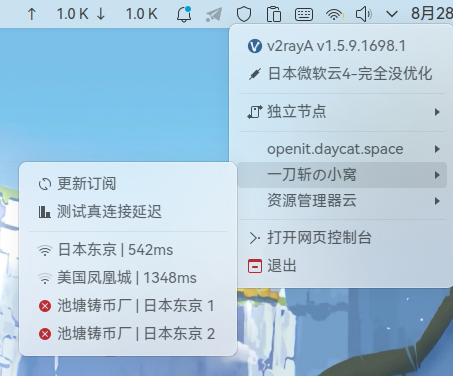 ↑ 1.0 K ↓ 1.0 K 8月28
v2rayA v1.5.9.1698.1
日本微软云4-完全没优化
独立节点
openit.daycat.space
一刀斩の小窝
资源管理器云
打开网页控制台
退出
更新订阅
测试真连接延迟
日本东京 | 542ms
美国凤凰城 | 1348ms
池塘铸币厂 | 日本东京 1
池塘铸币厂 | 日本东京 2